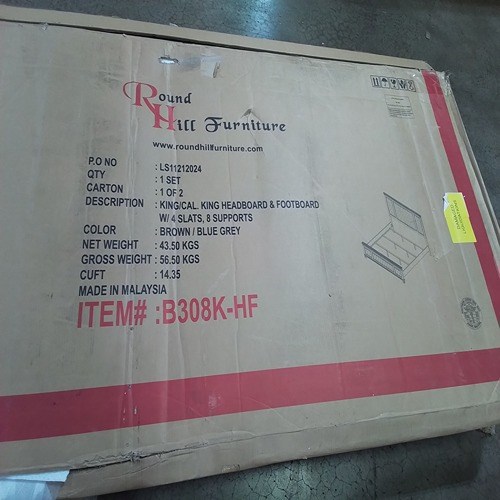 Round
Hill Furniture
www.roundhillfurniture.com
P.O NO : LS11212024
QTY : 1 SET
CARTON : 1 OF 2
DESCRIPTION : KING/CAL. KING HEADBOARD & FOOTBOARD
W/ 4 SLATS, 8 SUPPORTS
COLOR : BROWN / BLUE GREY
NET WEIGHT : 43.50 KGS
GROSS WEIGHT : 56.50 KGS
CUFT : 14.35
MADE IN MALAYSIA
ITEM# :B308K-HF